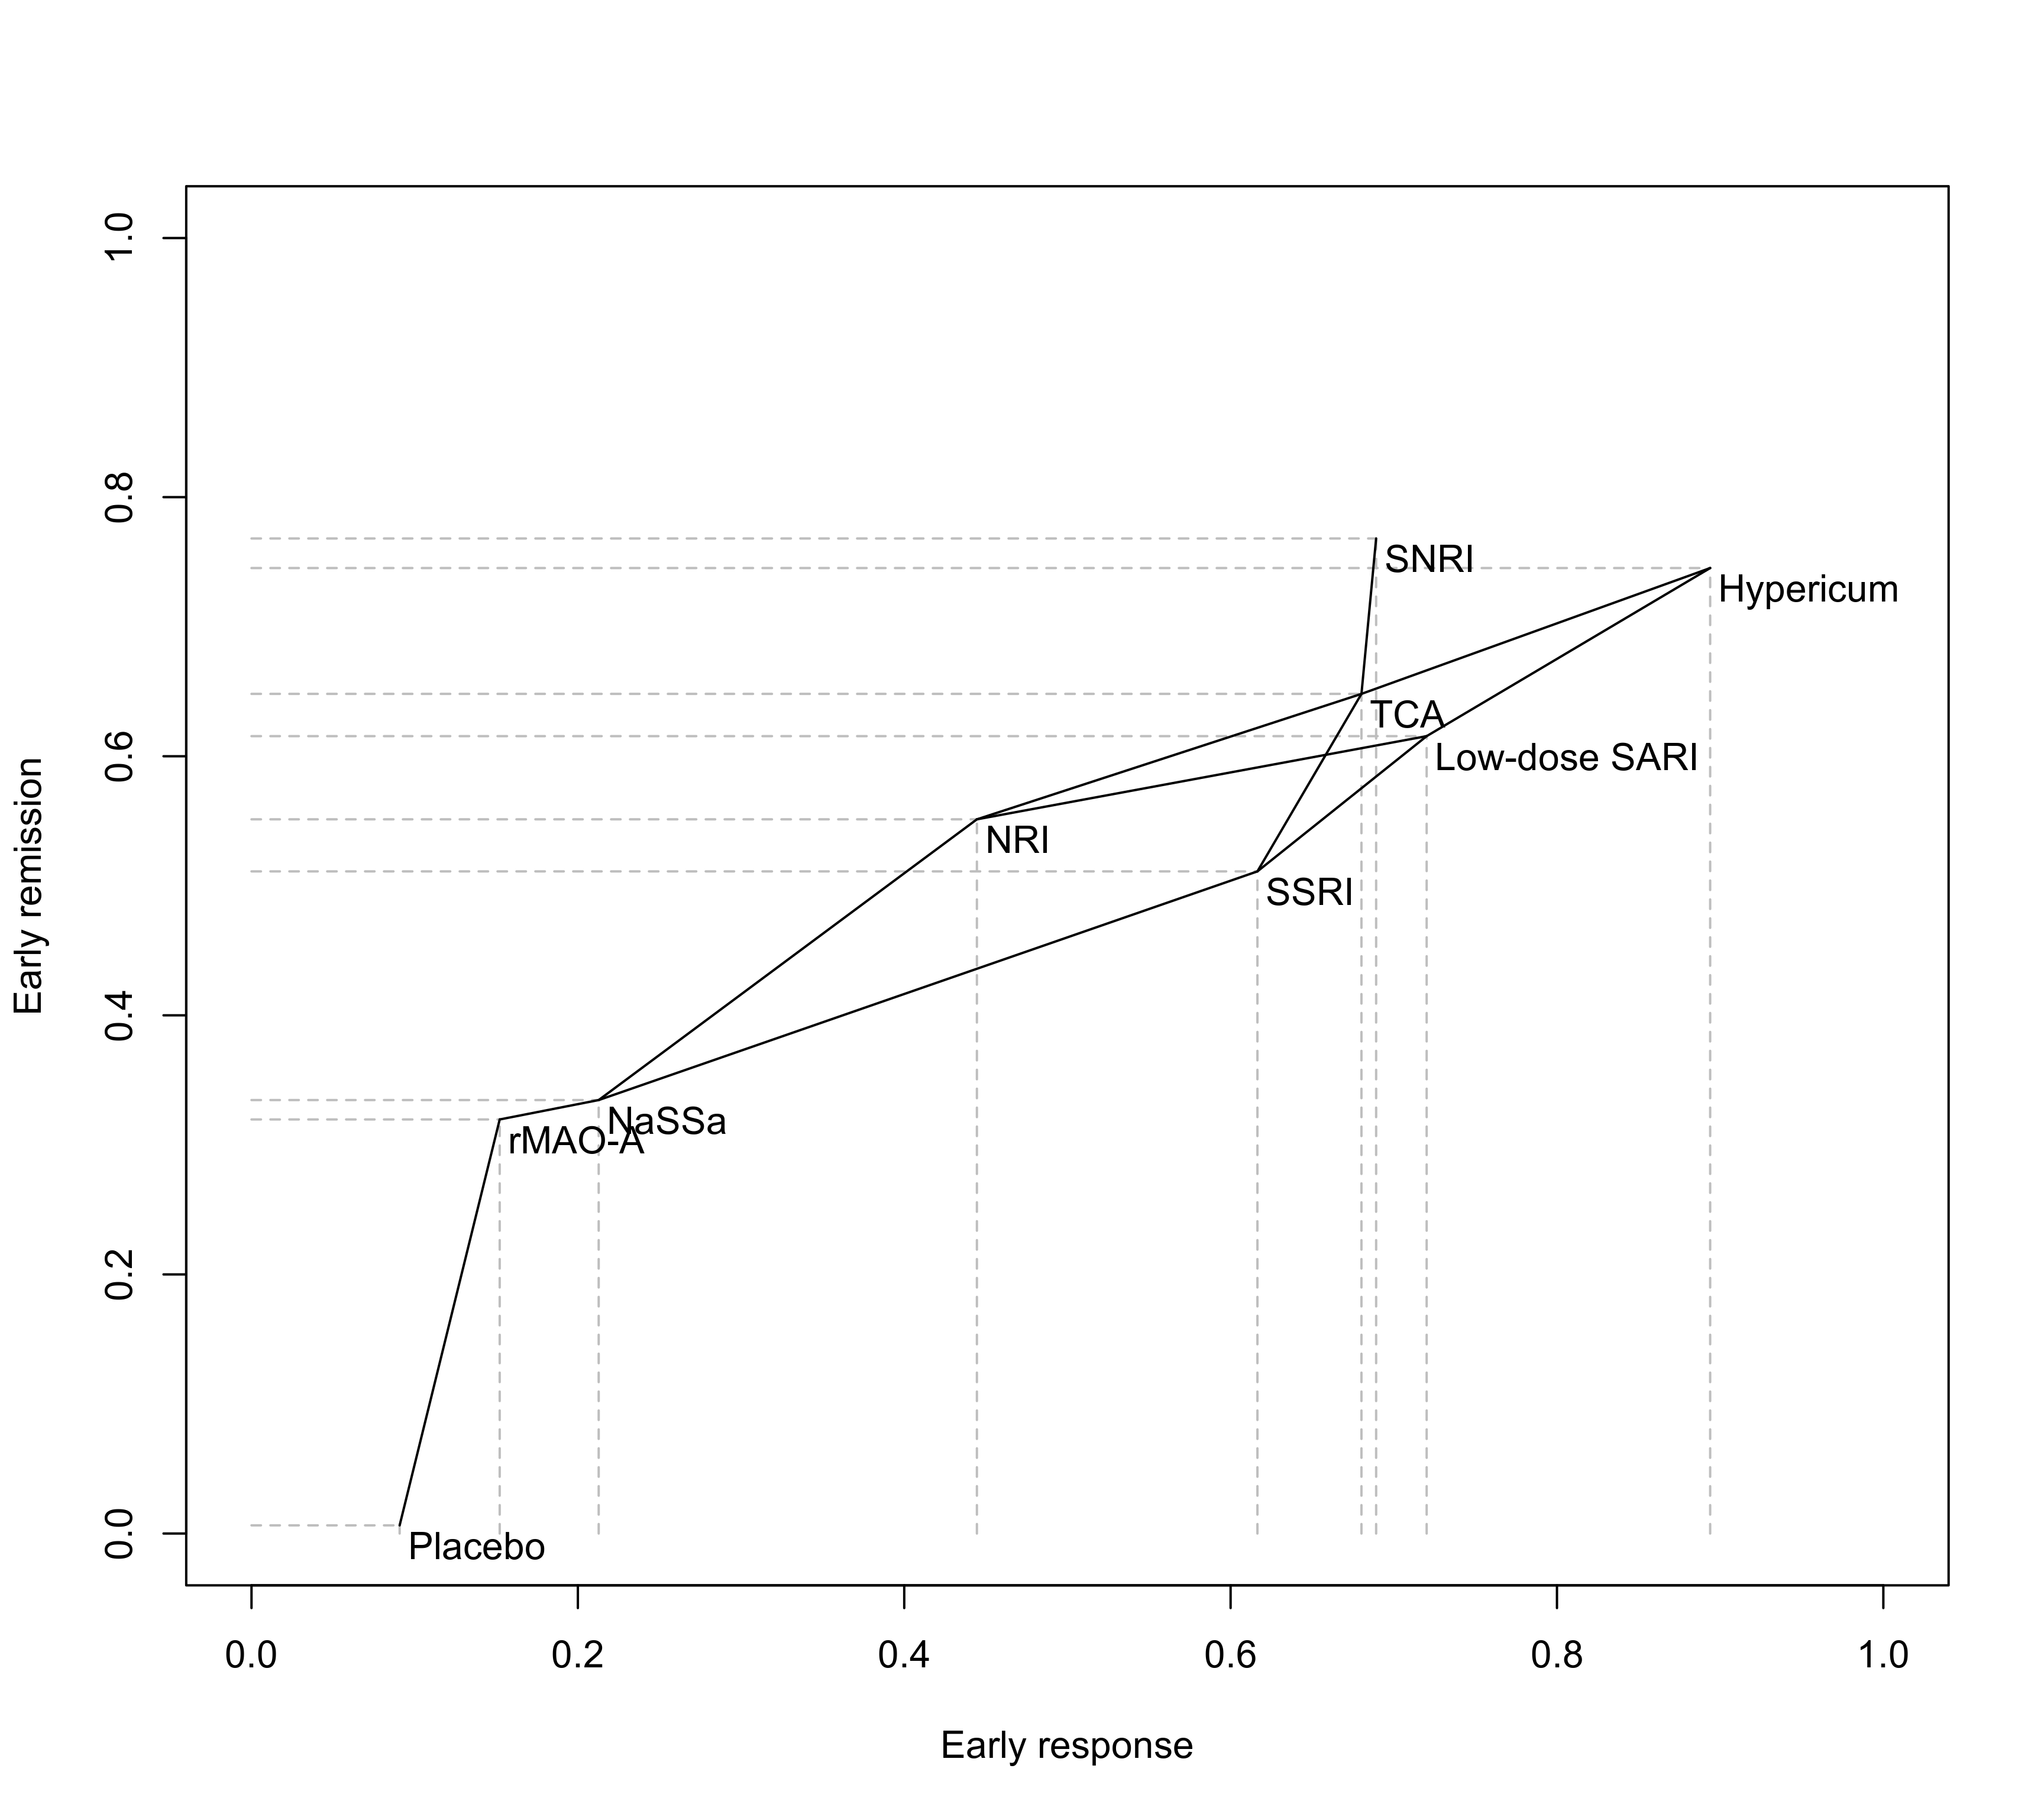 1.0
0.8
0.6
0.4
0.2
0.0
Early remission
SNRI
Hypericum
TCA
Low-dose SARI
NRI
SSRI
NaSSa
rMAO-A
Placebo
0.0 0.2 0.4 0.6 0.8 1.0
Early response